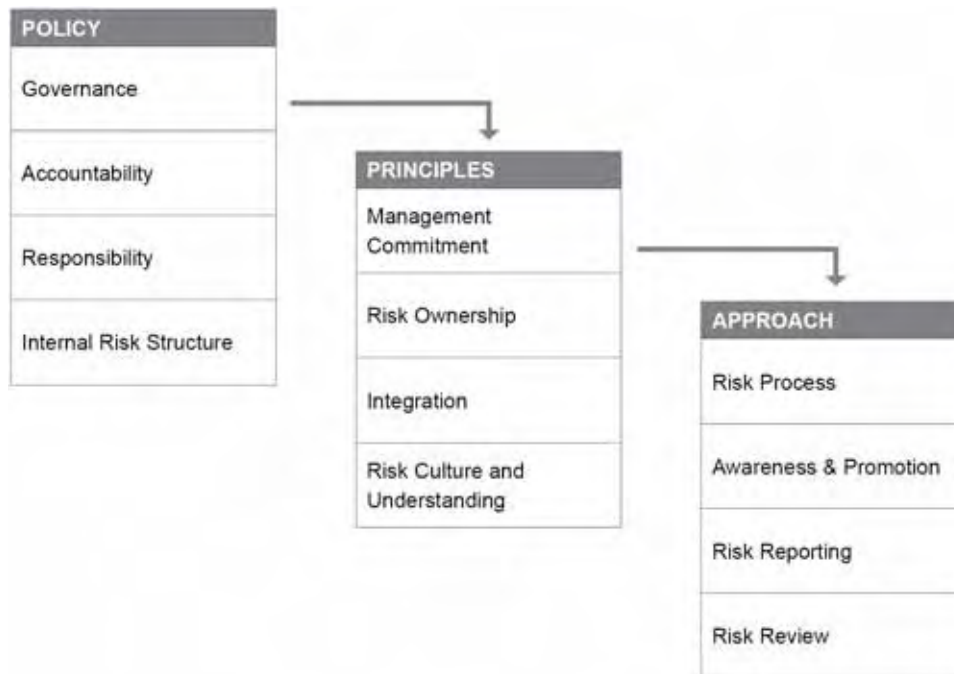 POLICY
Governance
Accountability
Responsibility
Internal Risk Structure
PRINCIPLES
Management
Commitment
Risk Ownership
Integration
Risk Culture and
Understanding
APPROACH
Risk Process
Awareness & Promotion
Risk Reporting
Risk Review